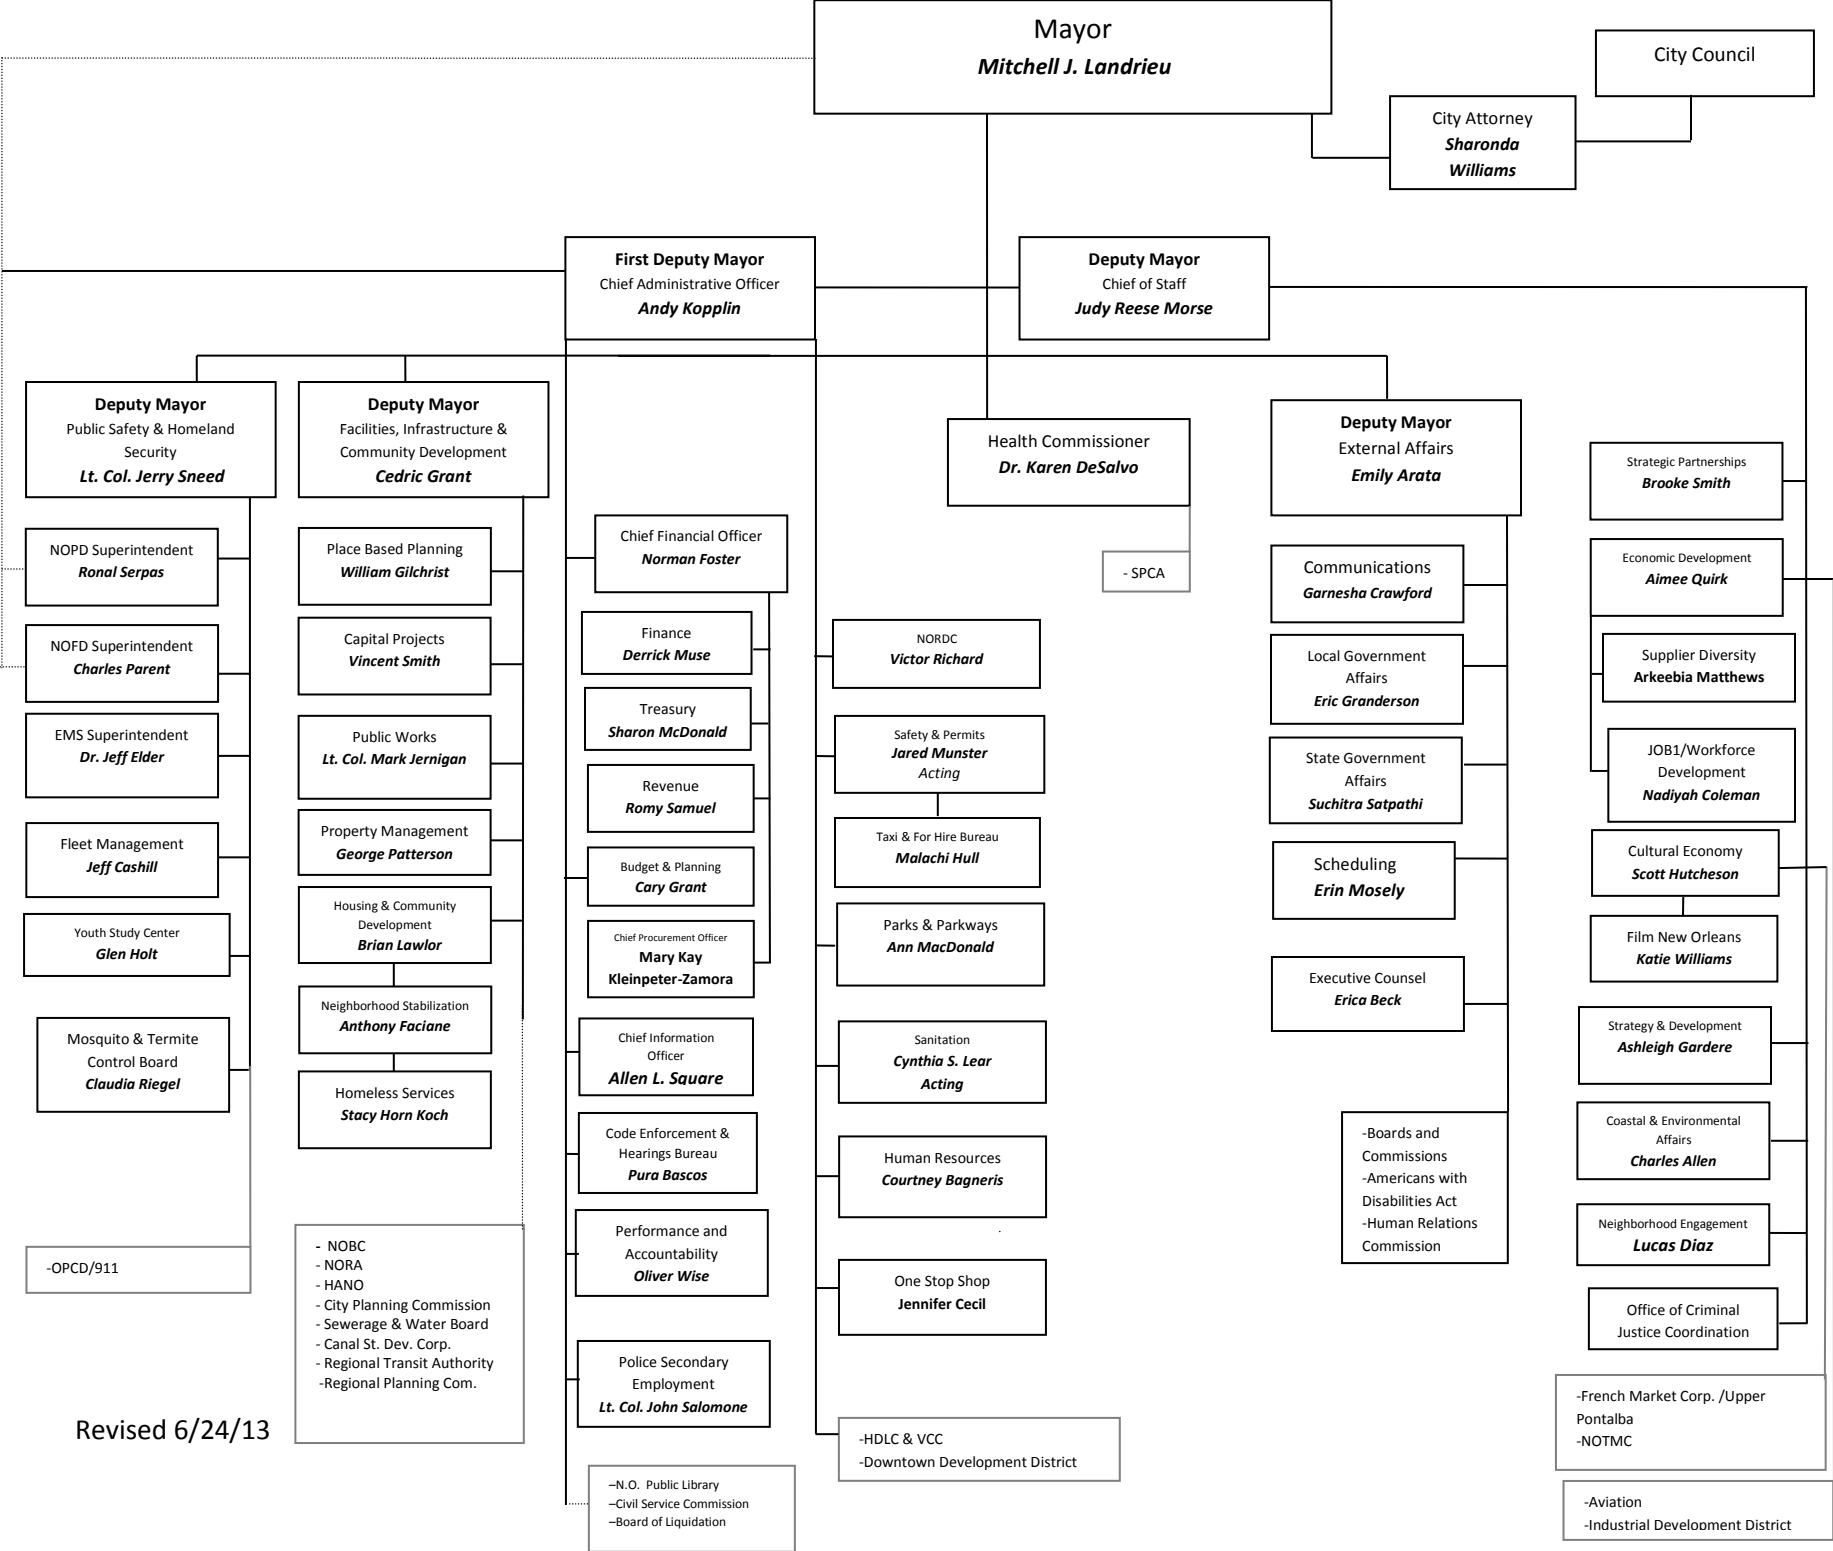 Mayor
Mitchell J. Landrieu
City Council
City Attorney
Sharonda
Williams
First Deputy Mayor
Chief Administrative Officer
Andy Kopplin
Deputy Mayor
Chief of Staff
Judy Reese Morse
Deputy Mayor
Public Safety & Homeland
Security
Lt. Col. Jerry Sneed
NOPD Superintendent
Ronal Serpas
NOFD Superintendent
Charles Parent
EMS Superintendent
Dr. Jeff Elder
Fleet Management
Jeff Cashill
Youth Study Center
Glen Holt
Mosquito & Termite
Control Board
Claudia Riegel
-OPCD/911
Deputy Mayor
Facilities, Infrastructure &
Community Development
Cedric Grant
Place Based Planning
William Gilchrist
Capital Projects
Vincent Smith
Public Works
Lt. Col. Mark Jernigan
Property Management
George Patterson
Housing & Community
Development
Brian Lawlor
Neighborhood Stabilization
Anthony Faciane
Homeless Services
Stacy Horn Koch
- NOBC
- NORA
- HANO
- City Planning Commission
- Sewerage & Water Board
- Canal St. Dev. Corp.
- Regional Transit Authority
-Regional Planning Com.
Chief Financial Officer
Norman Foster
Finance
Derrick Muse
Treasury
Sharon McDonald
Revenue
Romy Samuel
Budget & Planning
Cary Grant
Chief Procurement Officer
Mary Kay
Kleinpeter-Zamora
Chief Information
Officer
Allen L. Square
Code Enforcement &
Hearings Bureau
Pura Bascos
Performance and
Accountability
Oliver Wise
Police Secondary
Employment
Lt. Col. John Salomone
–N.O. Public Library
–Civil Service Commission
–Board of Liquidation
NORDC
Victor Richard
Safety & Permits
Jared Munster
Acting
Taxi & For Hire Bureau
Malachi Hull
Parks & Parkways
Ann MacDonald
Sanitation
Cynthia S. Lear
Acting
Human Resources
Courtney Bagneris
.
One Stop Shop
Jennifer Cecil
-HDLC & VCC
-Downtown Development District
Health Commissioner
Dr. Karen DeSalvo
- SPCA
Deputy Mayor
External Affairs
Emily Arata
Communications
Garnesha Crawford
Local Government
Affairs
Eric Granderson
State Government
Affairs
Suchitra Satpathi
Scheduling
Erin Mosely
Executive Counsel
Erica Beck
-Boards and
Commissions
-Americans with
Disabilities Act
-Human Relations
Commission
Strategic Partnerships
Brooke Smith
Economic Development
Aimee Quirk
Supplier Diversity
Arkeebia Matthews
JOB1/Workforce
Development
Nadiyah Coleman
Cultural Economy
Scott Hutcheson
Film New Orleans
Katie Williams
Strategy & Development
Ashleigh Gardere
Coastal & Environmental
Affairs
Charles Allen
Neighborhood Engagement
Lucas Diaz
Office of Criminal
Justice Coordination
-French Market Corp. /Upper
Pontalba
-NOTMC
-Aviation
-Industrial Development District
Revised 6/24/13